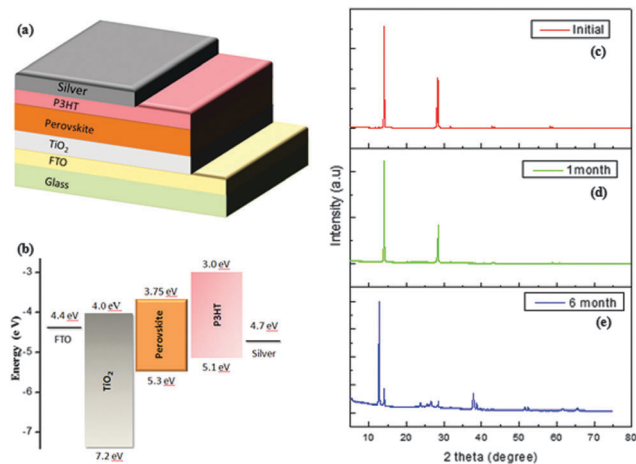 (a)
Silver
P3HT
Perovskite
TiO2
FTO
Glass
(b)
Energy (e V)
-3
-4
-5
-6
-7
4.4 eV
FTO
4.0 eV
TiO2
7.2 eV
3.75 eV
Perovskite
5.3 eV
3.0 eV
P3HT
5.1 eV
4.7 eV
Silver
Intensity (a.u)
Initial
(c)
1month
(d)
6 month
(e)
10 20 30 40 50 60 70 80
2 theta (degree)